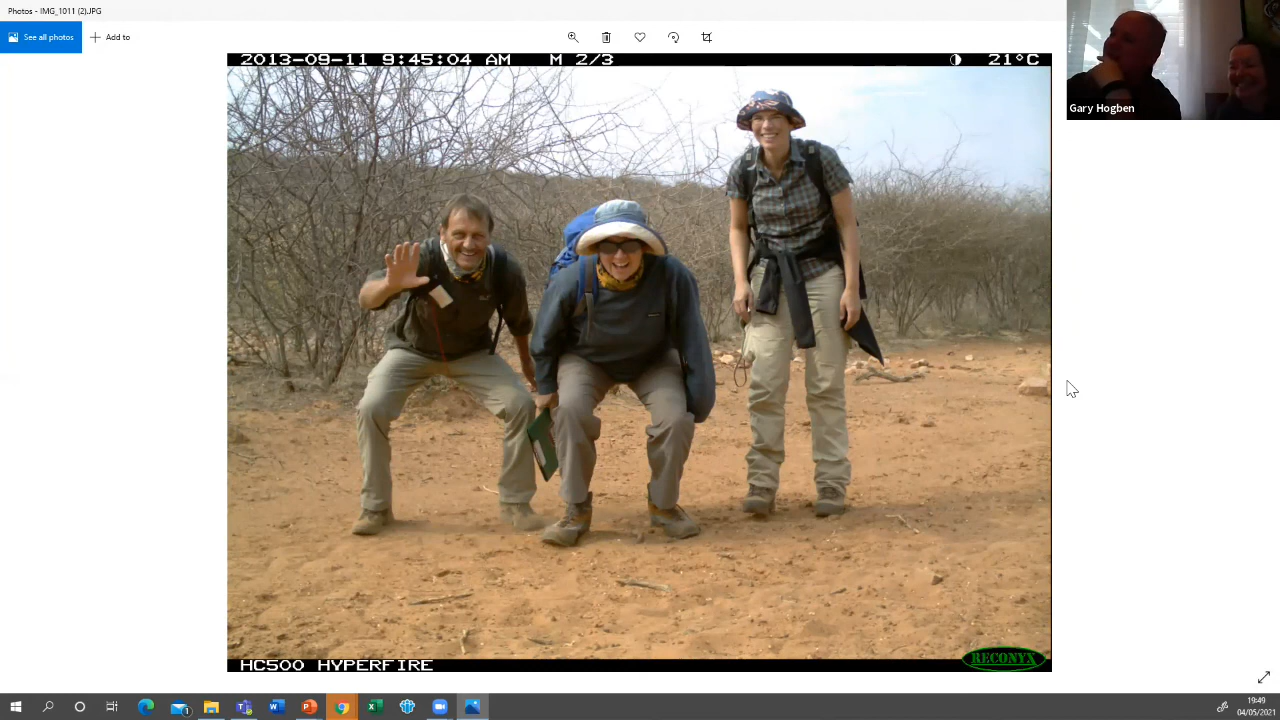 Photos - IMG_1011 (2).JPG
See all photos
Add to
2013-09-11 9:45:04 AM M 2/3 21°C
Gary Hogben
HC500 HYPERFIRE
RECONYX
19:49
04/05/2021